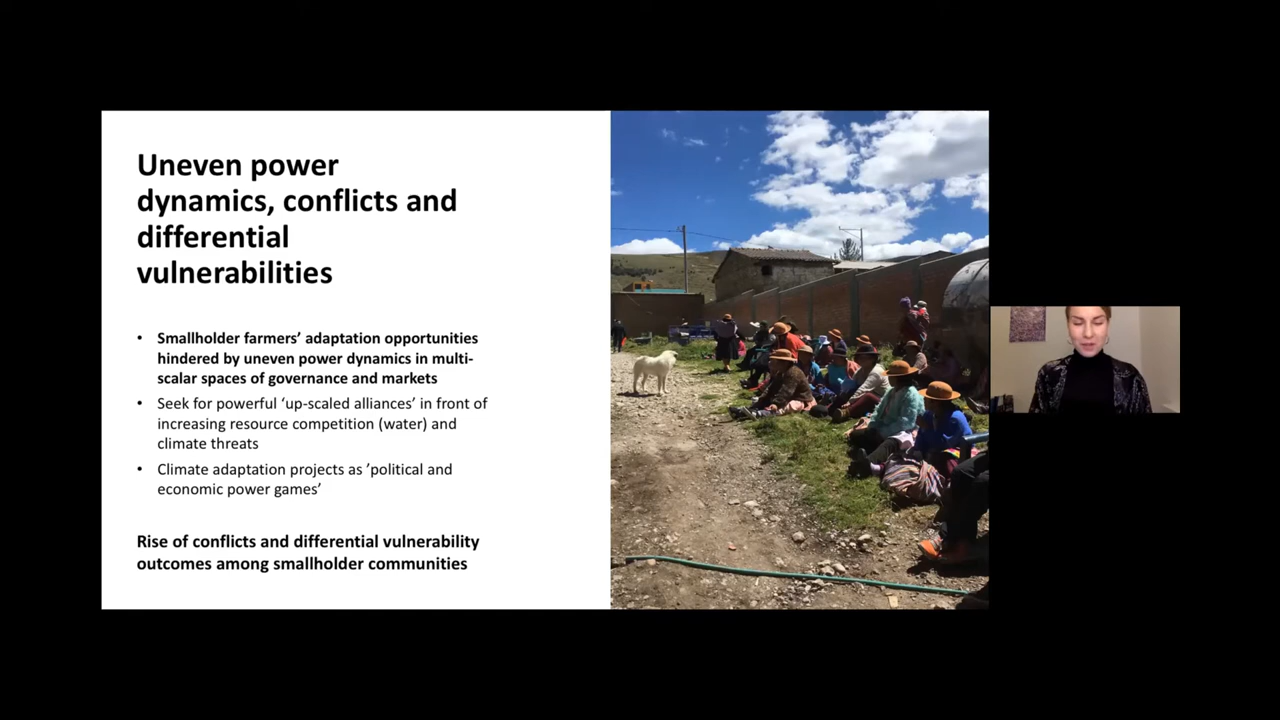 Uneven power
dynamics, conflicts and
differential
vulnerabilities
• Smallholder farmers’ adaptation opportunities
hindered by uneven power dynamics in multi-
scalar spaces of governance and markets
• Seek for powerful ‘up-scaled alliances’ in front of
increasing resource competition (water) and
climate threats
• Climate adaptation projects as ’political and
economic power games’
Rise of conflicts and differential vulnerability
outcomes among smallholder communities